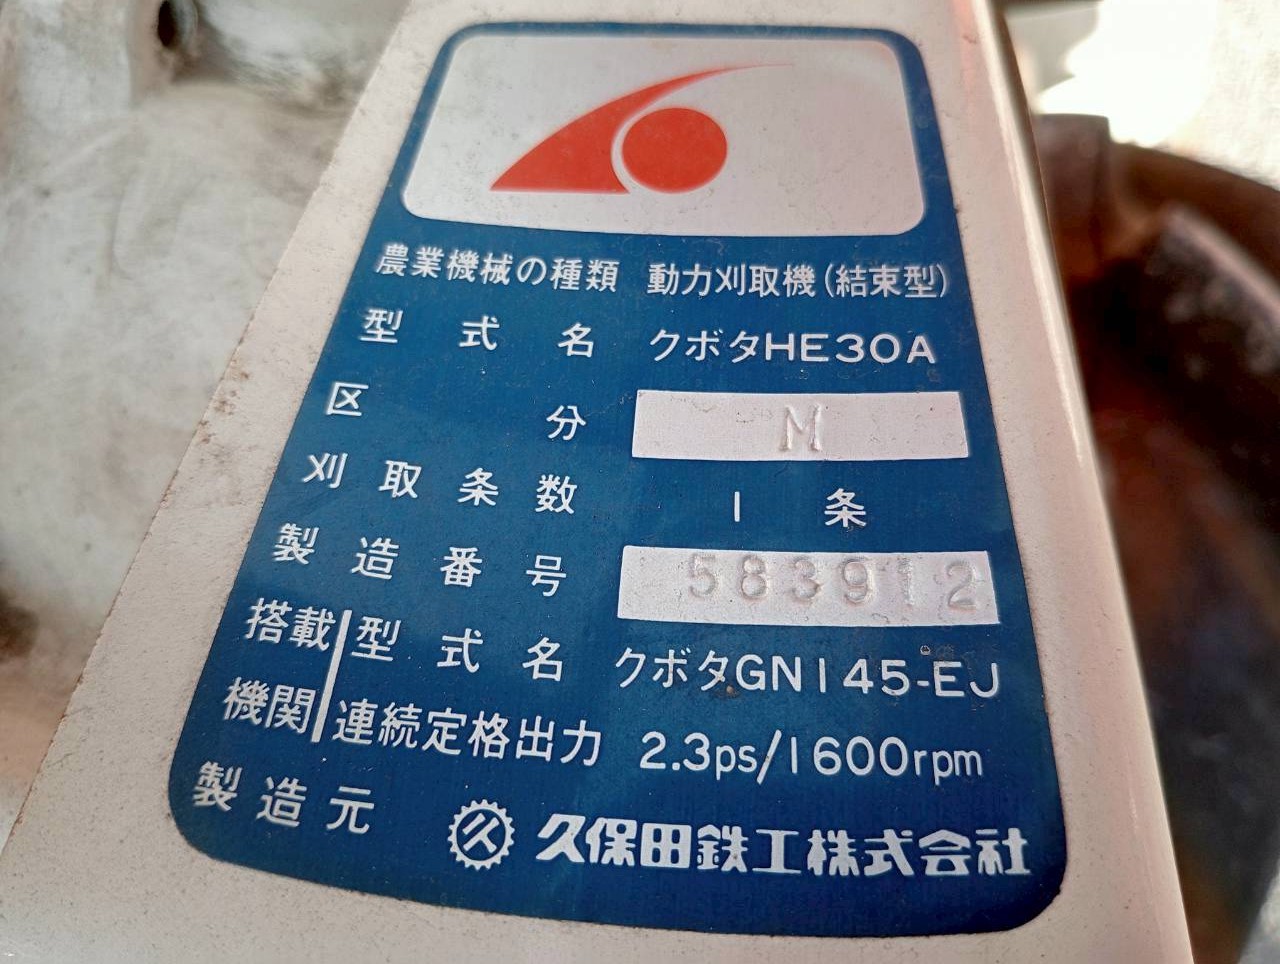 農業機械の種類 動力刈取機(結束型)
型式名 クボタHE30A
区分 M
刈取条数 1条
製造番号 583912
搭載機関 型式名 クボタGN145-EJ
連続定格出力 2.3ps/1600rpm
製造元 久 久保田鉄工株式会社